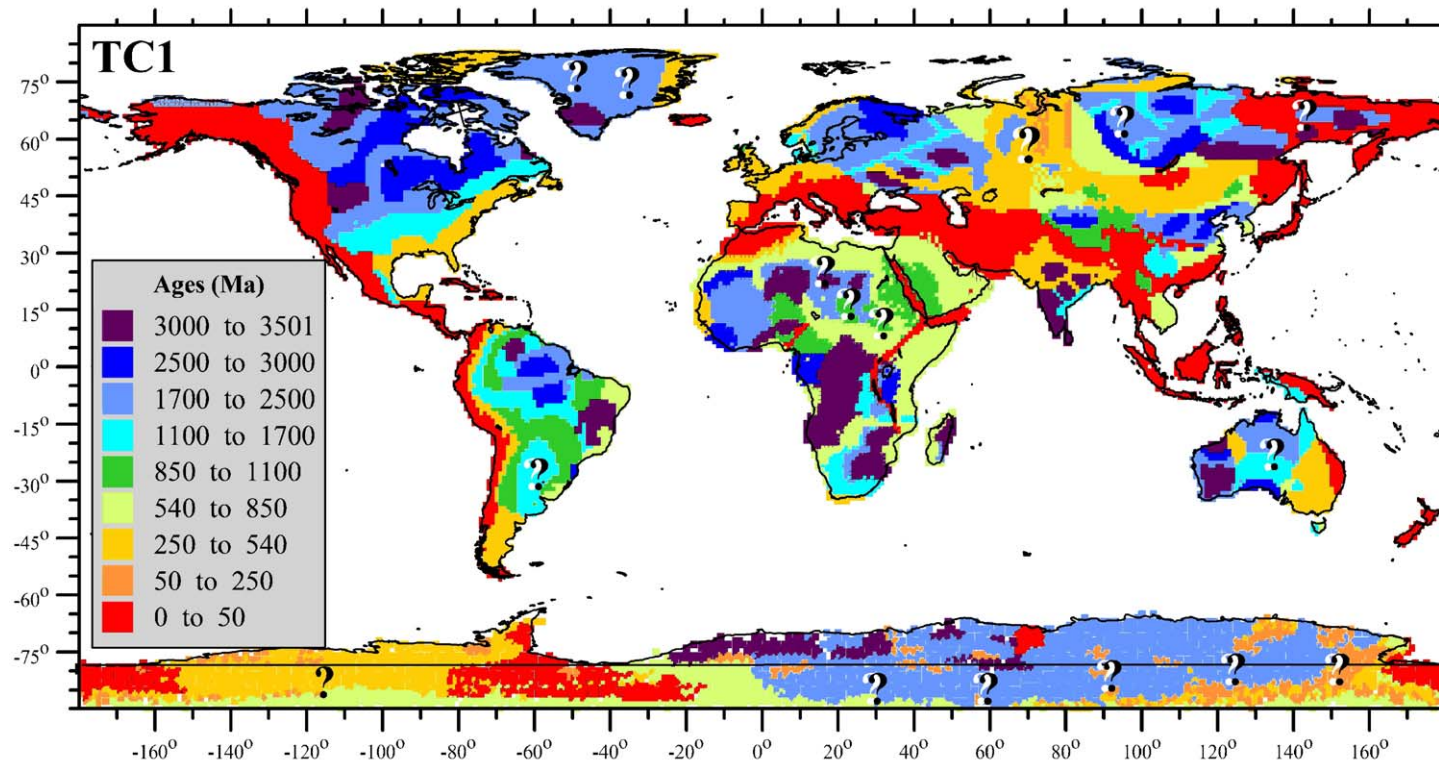 TC1
75°
60°
45°
30°
15°
0°
-15°
-30°
-45°
-60°
-75°
? ?
? ?
?
?
?
?
?
?
? ? ? ?
? ?
Ages (Ma)
3000 to 3501
2500 to 3000
1700 to 2500
1100 to 1700
850 to 1100
540 to 850
250 to 540
50 to 250
0 to 50
-160° -140° -120° -100° -80° -60° -40° -20° 0° 20° 40° 60° 80° 100° 120° 140° 160°